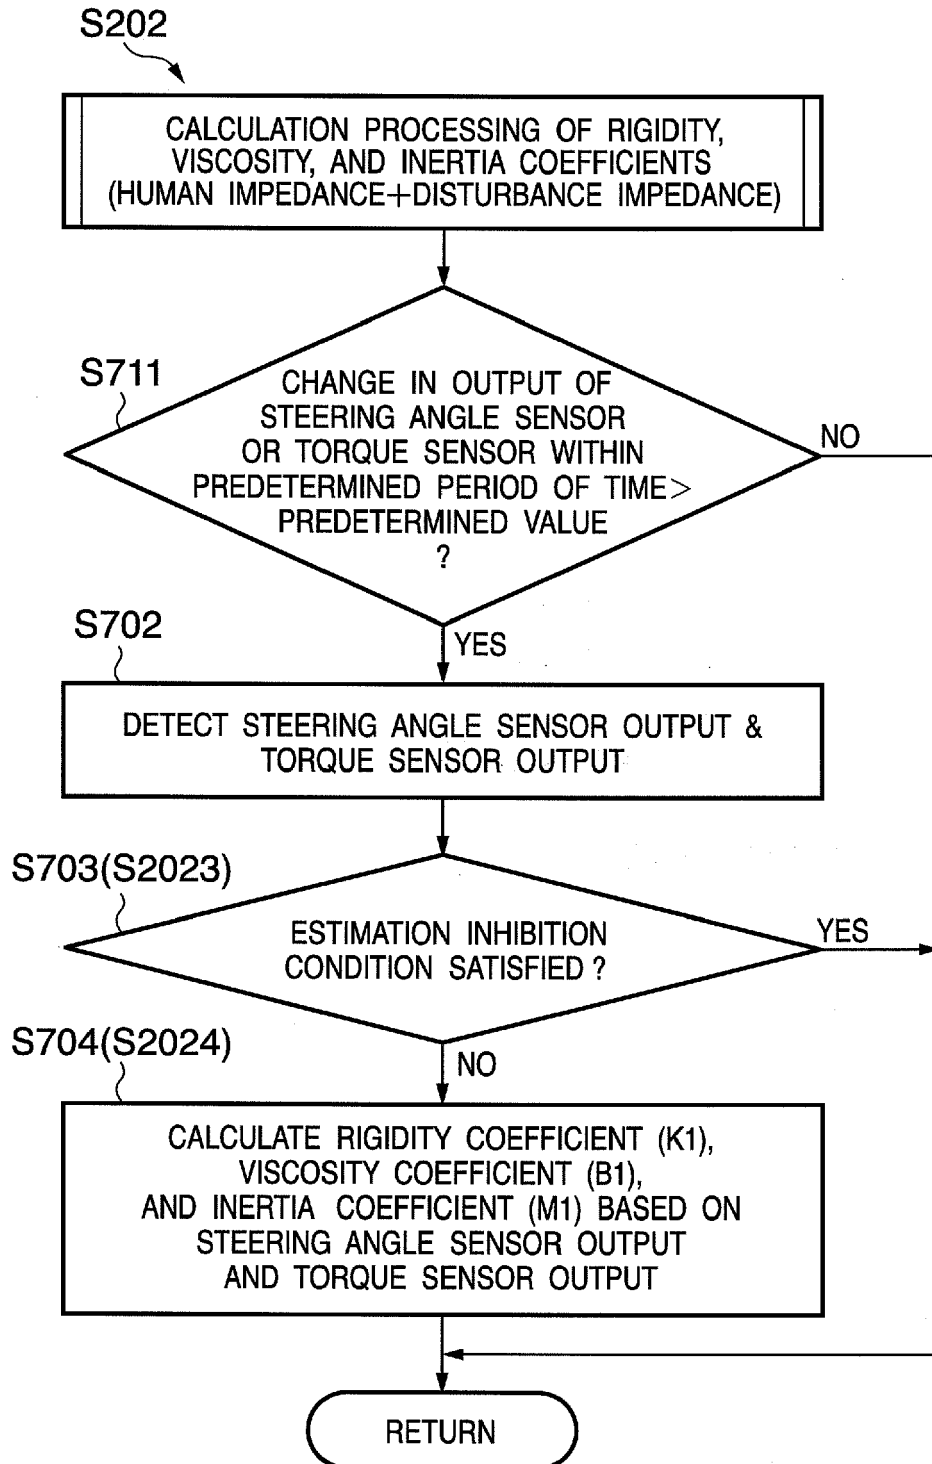 S202
CALCULATION PROCESSING OF RIGIDITY,
VISCOSITY, AND INERTIA COEFFICIENTS
(HUMAN IMPEDANCE+DISTURBANCE IMPEDANCE)
S711
CHANGE IN OUTPUT OF
STEERING ANGLE SENSOR
OR TORQUE SENSOR WITHIN
PREDETERMINED PERIOD OF TIME>
PREDETERMINED VALUE
?
NO
YES
S702
DETECT STEERING ANGLE SENSOR OUTPUT &
TORQUE SENSOR OUTPUT
S703(S2023)
ESTIMATION INHIBITION
CONDITION SATISFIED ?
YES
NO
S704(S2024)
CALCULATE RIGIDITY COEFFICIENT (K1),
VISCOSITY COEFFICIENT (B1),
AND INERTIA COEFFICIENT (M1) BASED ON
STEERING ANGLE SENSOR OUTPUT
AND TORQUE SENSOR OUTPUT
RETURN